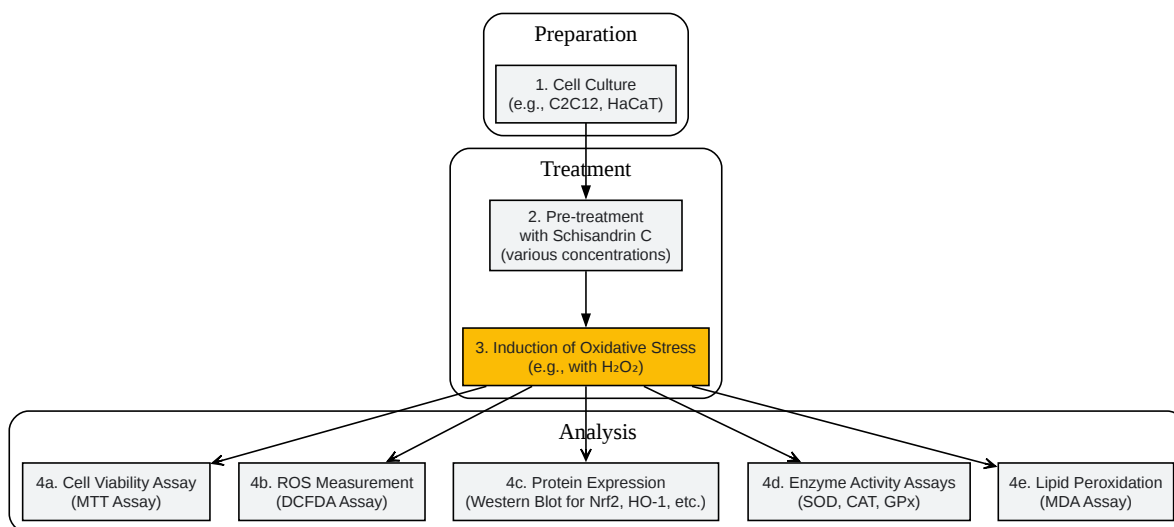 Preparation
1. Cell Culture
(e.g., C2C12, HaCaT)
Treatment
2. Pre-treatment
with Schisandrin C
(various concentrations)
3. Induction of Oxidative Stress
(e.g., with H₂O₂)
Analysis
4a. Cell Viability Assay
(MTT Assay)
4b. ROS Measurement
(DCFDA Assay)
4c. Protein Expression
(Western Blot for Nrf2, HO-1, etc.)
4d. Enzyme Activity Assays
(SOD, CAT, GPx)
4e. Lipid Peroxidation
(MDA Assay)